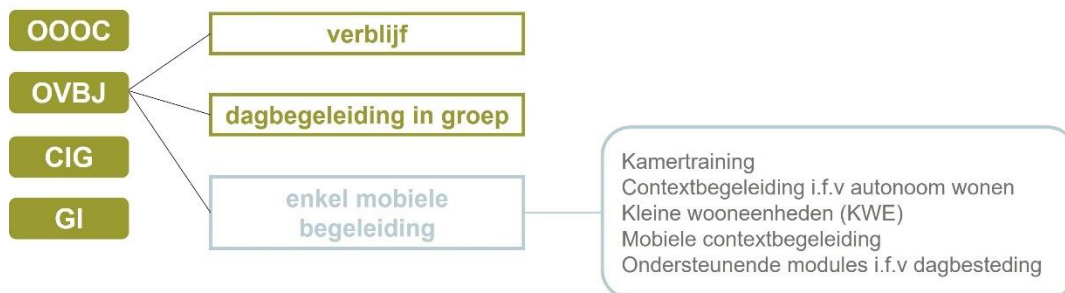 OOOC
OVBJ
CIG
GI
verblijf
dagbegeleiding in groep
enkel mobiele
begeleiding
Kamertraining
Contextbegeleiding i.f.v autonoom wonen
Kleine wooneenheden (KWE)
Mobiele contextbegeleiding
Ondersteunende modules i.f.v dagbesteding